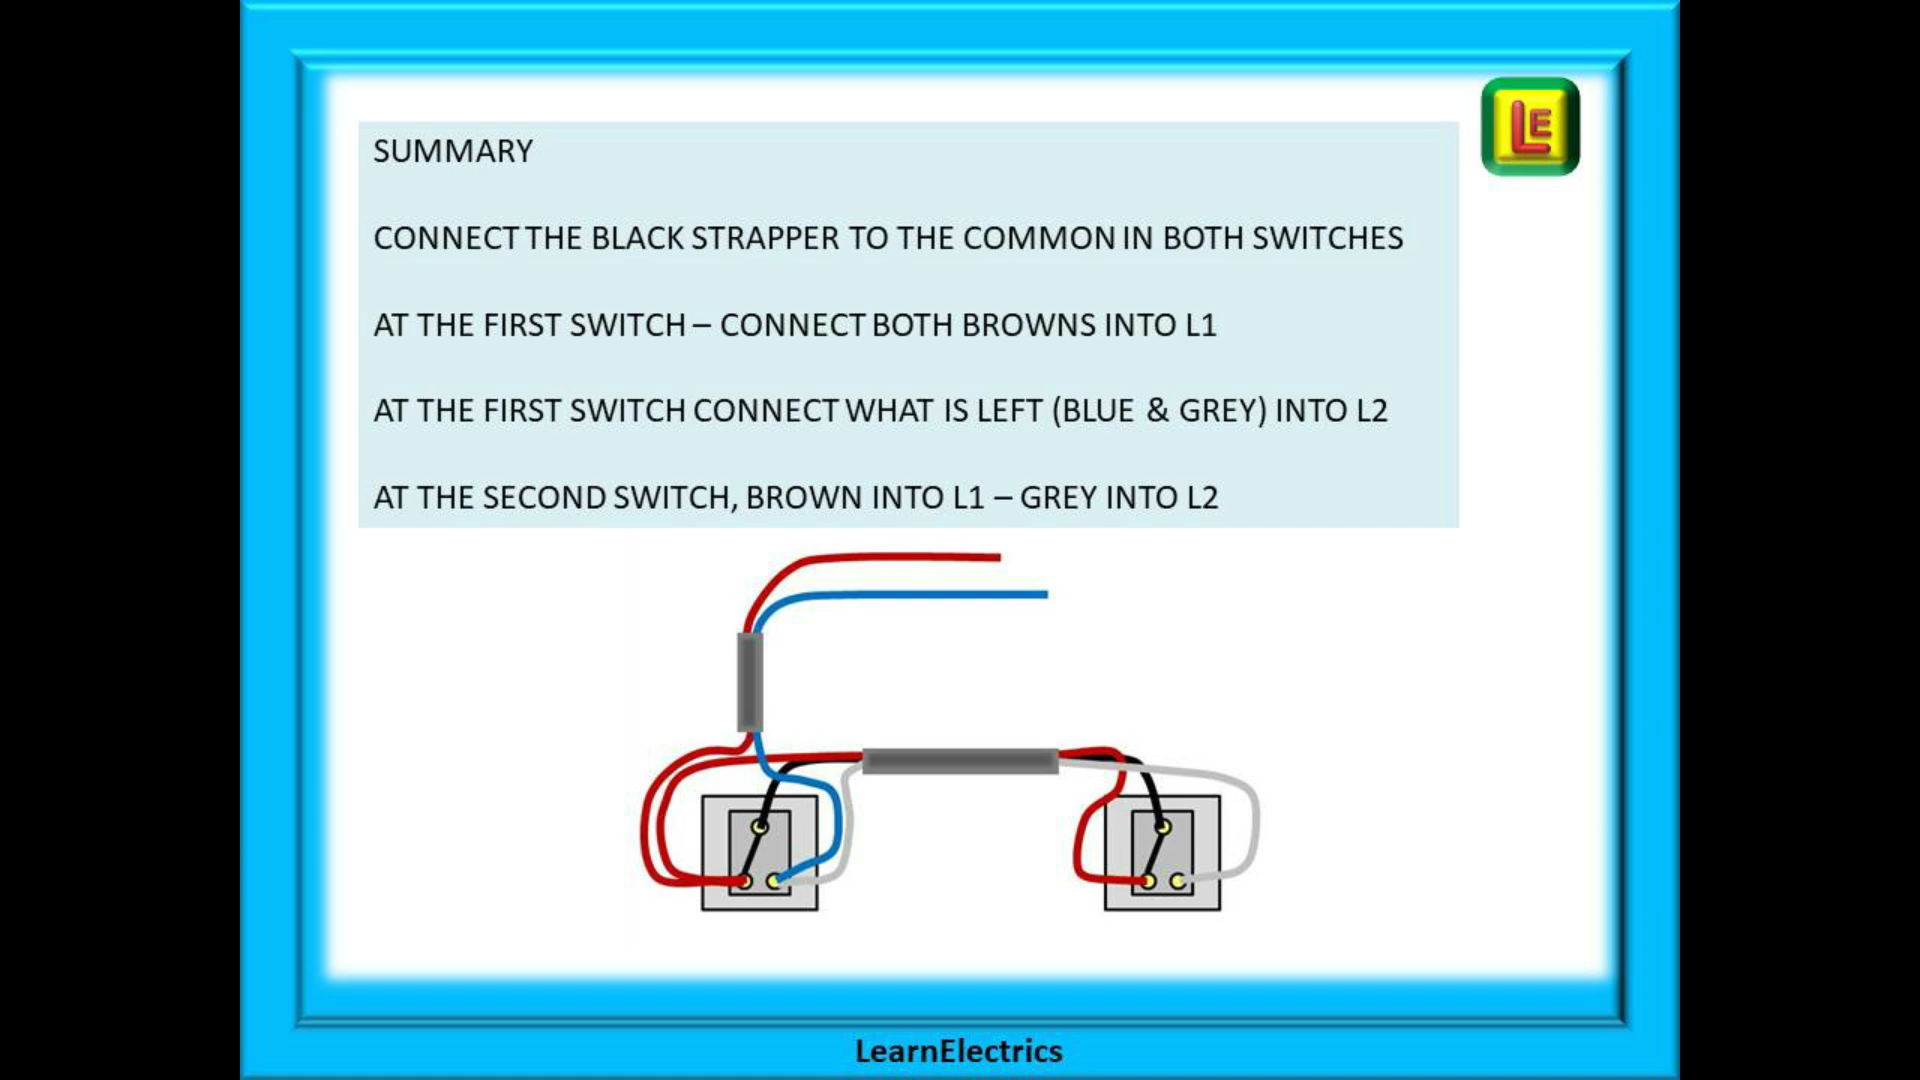 LE
SUMMARY
CONNECT THE BLACK STRAPPER TO THE COMMON IN BOTH SWITCHES
AT THE FIRST SWITCH – CONNECT BOTH BROWNS INTO L1
AT THE FIRST SWITCH CONNECT WHAT IS LEFT (BLUE & GREY) INTO L2
AT THE SECOND SWITCH, BROWN INTO L1 – GREY INTO L2
LearnElectrics